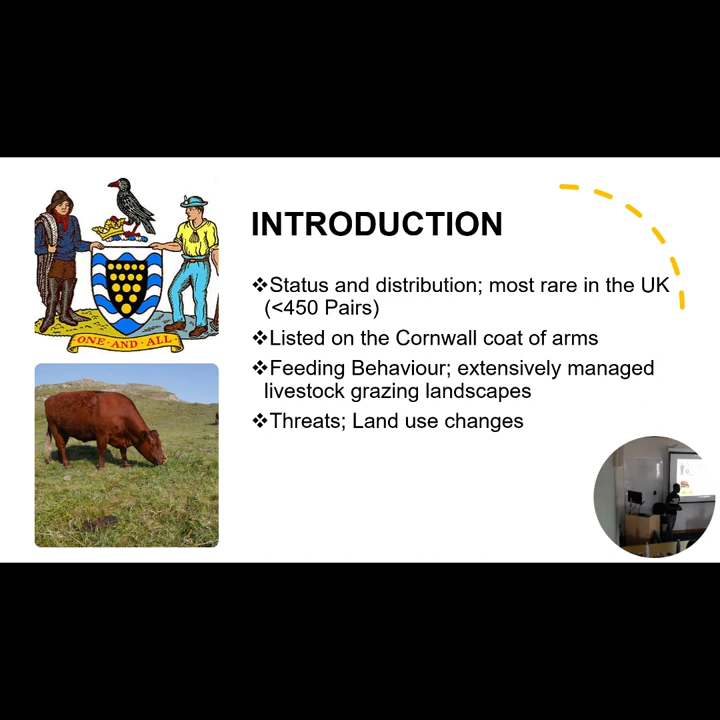 ONE · AND · ALL
INTRODUCTION
❖Status and distribution; most rare in the UK
(<450 Pairs)
❖Listed on the Cornwall coat of arms
❖Feeding Behaviour; extensively managed
livestock grazing landscapes
❖Threats; Land use changes